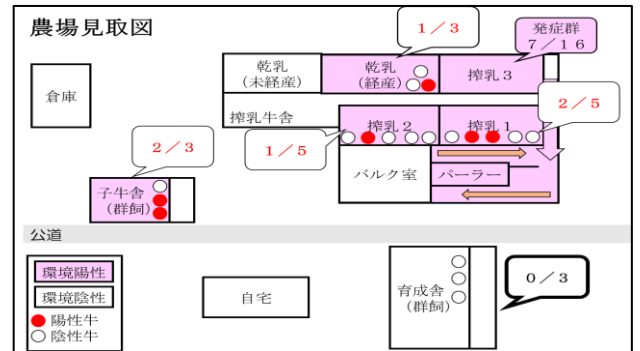 農場見取図
1/3
発症群
7/16
倉庫
乾乳
(未経産)
乾乳
(経産)
搾乳3
2/5
搾乳牛舎
搾乳2
搾乳1
1/5
2/3
バルク室
パーラー
子牛舎
(群飼)
公道
環境陽性
環境陰性
陽性牛
陰性牛
自宅
育成舎
(群飼)
0/3